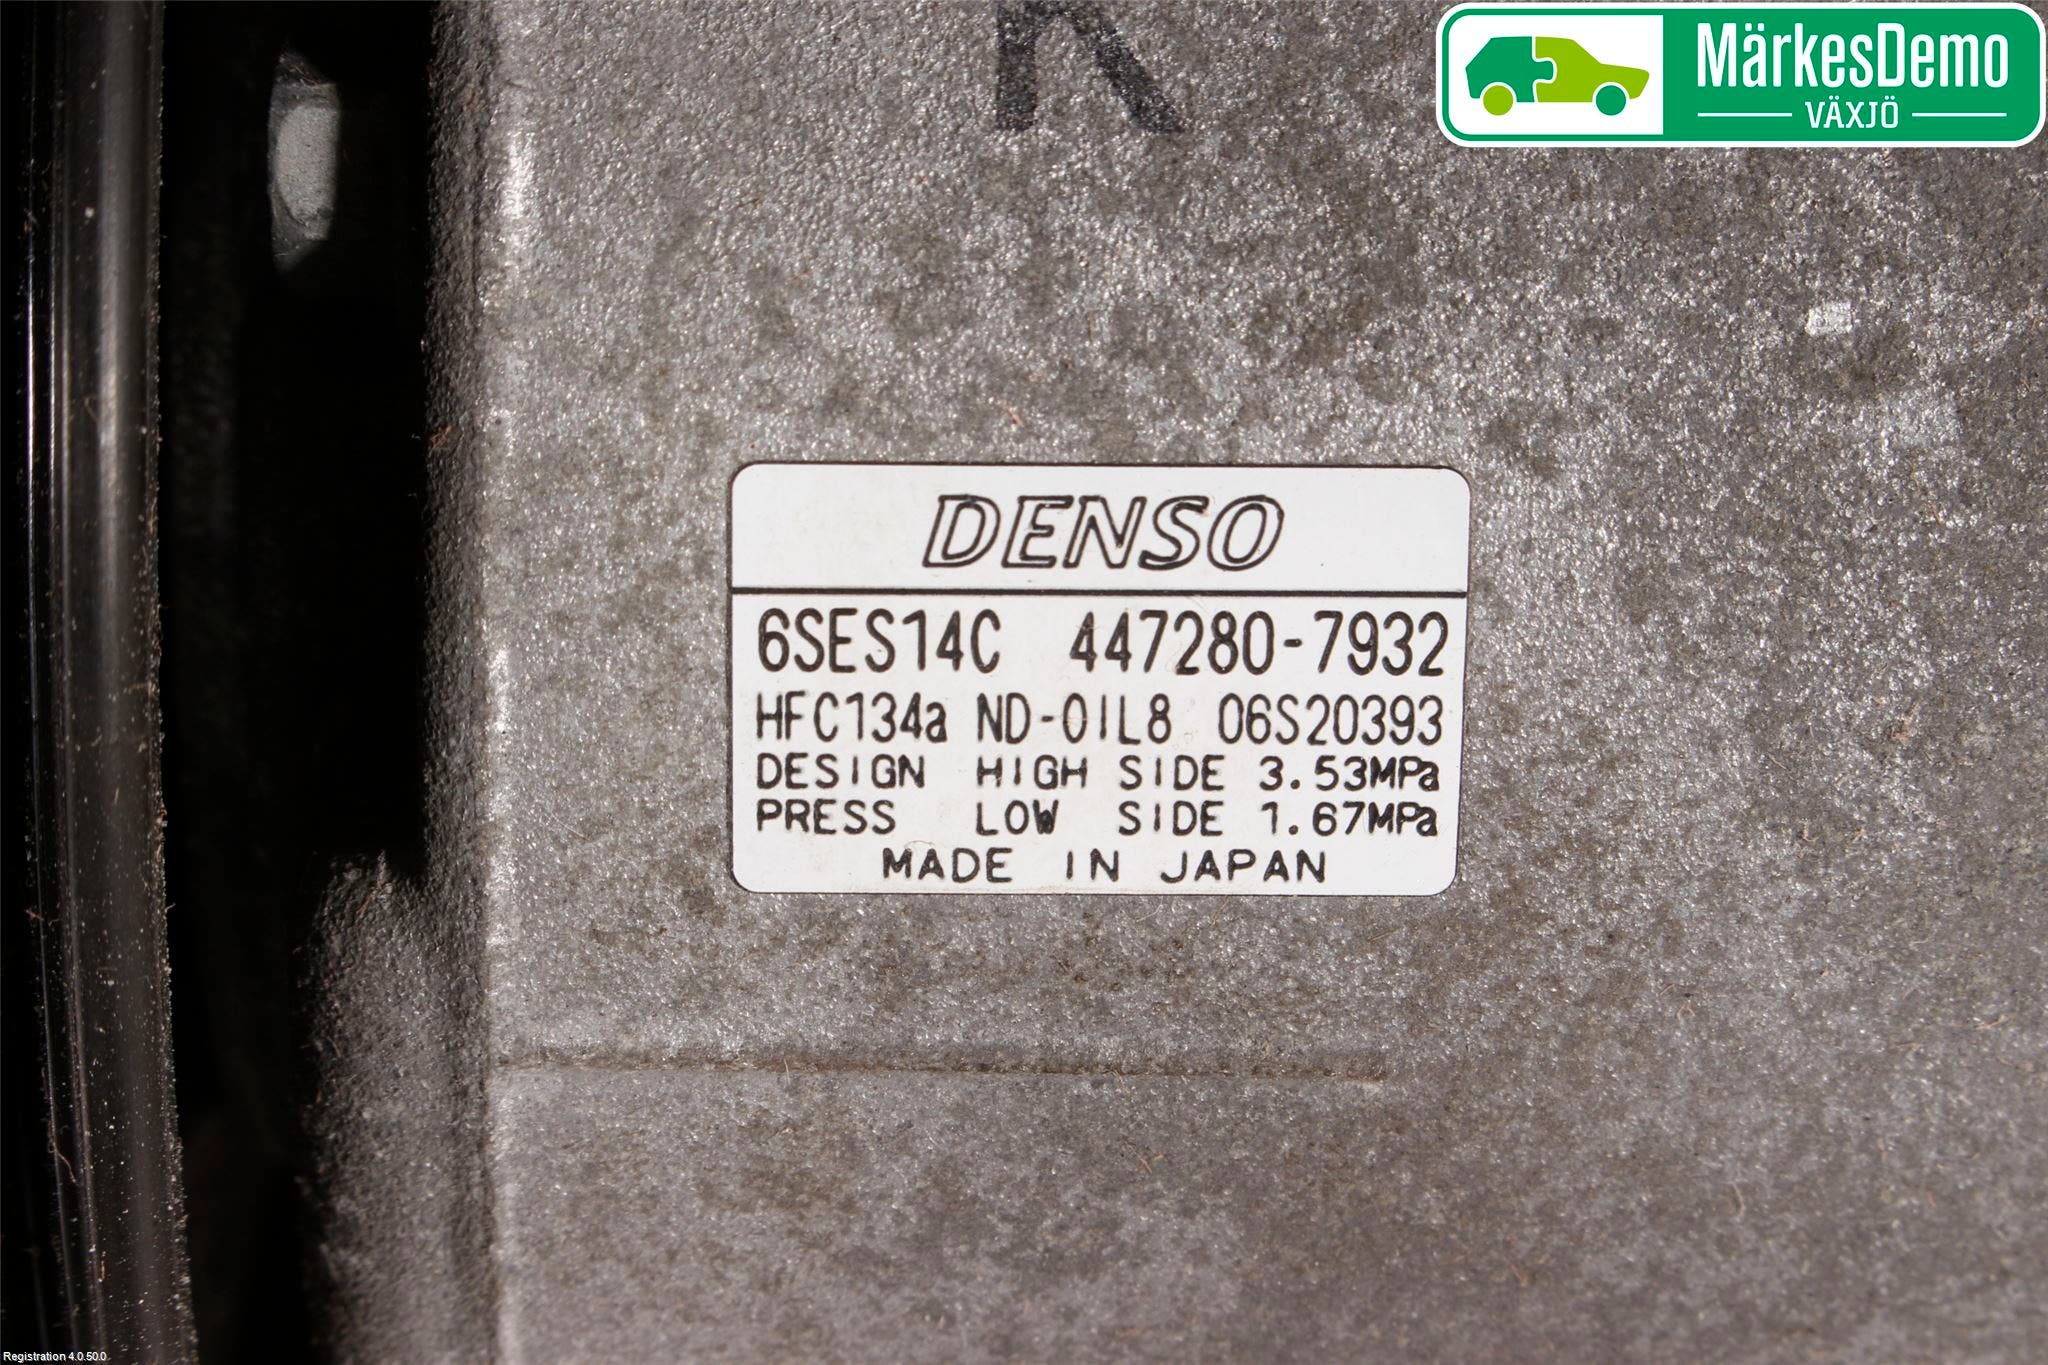 MärkesDemo
VÄXJÖ
K
DENSO
6SES14C 447280-7932
HFC134a ND-OIL8 06S20393
DESIGN HIGH SIDE 3.53MPa
PRESS LOW SIDE 1.67MPa
MADE IN JAPAN
Registration 4.0.50.0